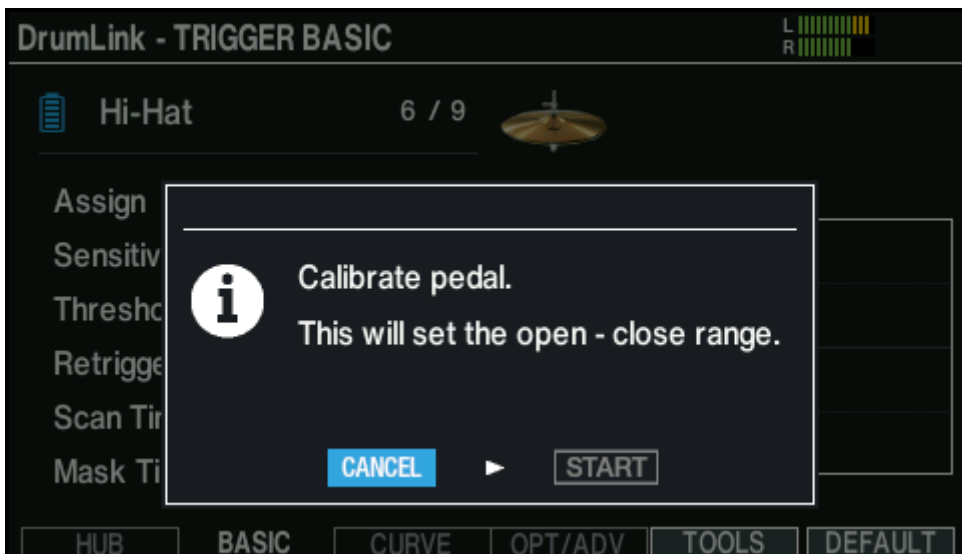 DrumLink - TRIGGER BASIC
L
R
Hi-Hat 6 / 9
Assign
Sensitiv
Thresho
Retrigge
Scan Tir
Mask Ti
Calibrate pedal.
This will set the open - close range.
CANCEL START
HUB BASIC CURVE OPT/ADV TOOLS DEFAULT